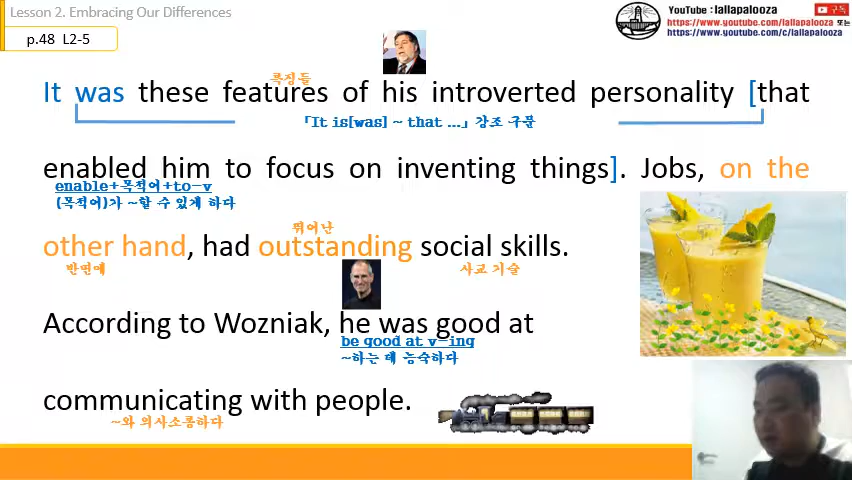 Lesson 2. Embracing Our Differences
YouTube : lallapalooza 구독
https://www.youtube.com/lallapalooza 또는
https://www.youtube.com/c/lallapalooza
p.48 L2-5
특징들
It was these features of his introverted personality [that
「It is[was] ~ that ...」 강조 구문
enabled him to focus on inventing things]. Jobs, on the
enable+목적어+to-v
(목적어)가 ~할 수 있게 하다
뛰어난
other hand, had outstanding social skills.
반면에
사교 기술
According to Wozniak, he was good at
be good at v-ing
~하는 데 능숙하다
communicating with people.
~와 의사소통하다